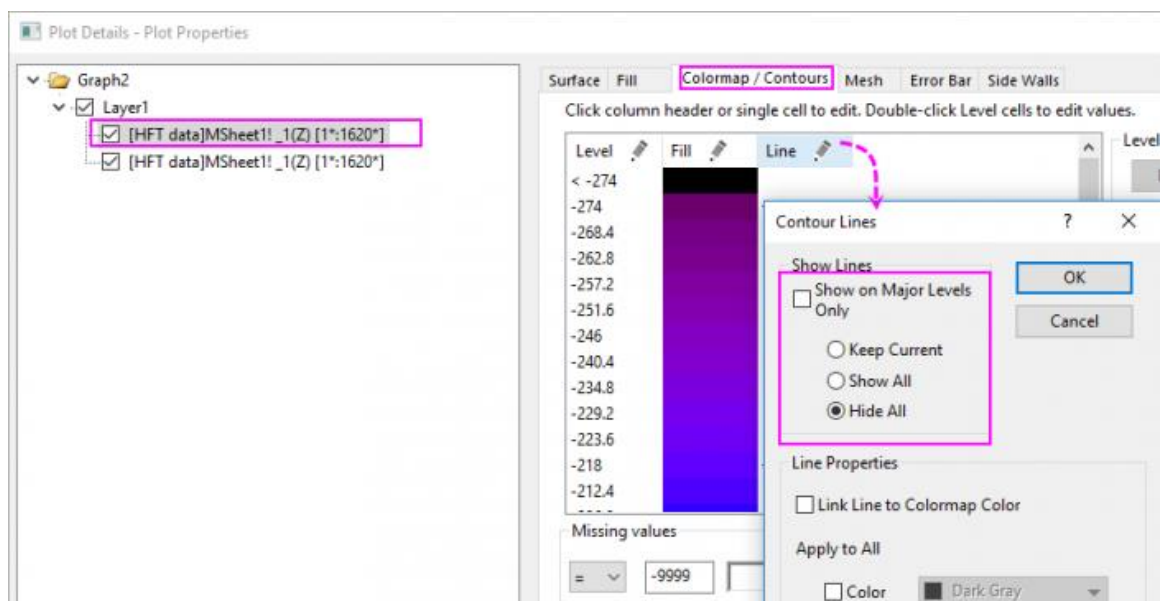 Plot Details - Plot Properties
Graph2
Layer1
[HFT data]MSheet1! _1(Z) [1*:1620*]
[HFT data]MSheet1! _1(Z) [1*:1620*]
Surface Fill Colormap / Contours Mesh Error Bar Side Walls
Click column header or single cell to edit. Double-click Level cells to edit values.
Level Fill Line
Level
< -274
-274
-268.4
-262.8
-257.2
-251.6
-246
-240.4
-234.8
-229.2
-223.6
-218
-212.4
Missing values
= -9999
Contour Lines ?
Show Lines
Show on Major Levels
Only
Keep Current
Show All
Hide All
OK
Cancel
Line Properties
Link Line to Colormap Color
Apply to All
Color Dark Gray